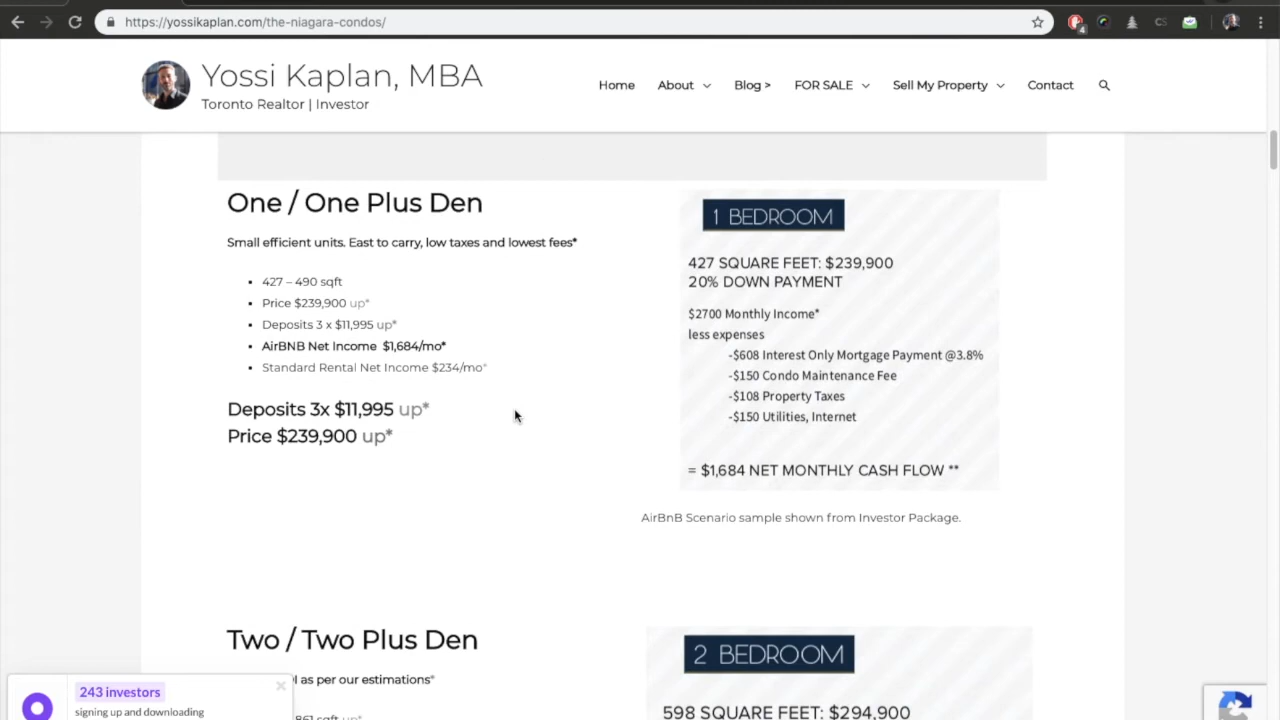 https://yossikaplan.com/the-niagara-condos/
4
CS
Yossi Kaplan, MBA
Toronto Realtor | Investor
Home
About
Blog >
FOR SALE
Sell My Property
Contact
One / One Plus Den
Small efficient units. East to carry, low taxes and lowest fees*
427 – 490 sqft
Price $239,900 up*
Deposits 3 x $11,995 up*
AirBNB Net Income $1,684/mo*
Standard Rental Net Income $234/mo*
Deposits 3x $11,995 up*
Price $239,900 up*
1 BEDROOM
427 SQUARE FEET: $239,900
20% DOWN PAYMENT
$2700 Monthly Income*
less expenses
-$608 Interest Only Mortgage Payment @3.8%
-$150 Condo Maintenance Fee
-$108 Property Taxes
-$150 Utilities, Internet
= $1,684 NET MONTHLY CASH FLOW **
AirBnB Scenario sample shown from Investor Package.
Two / Two Plus Den
as per our estimations*
sqft up*
2 BEDROOM
598 SQUARE FEET: $294,900
243 investors
signing up and downloading